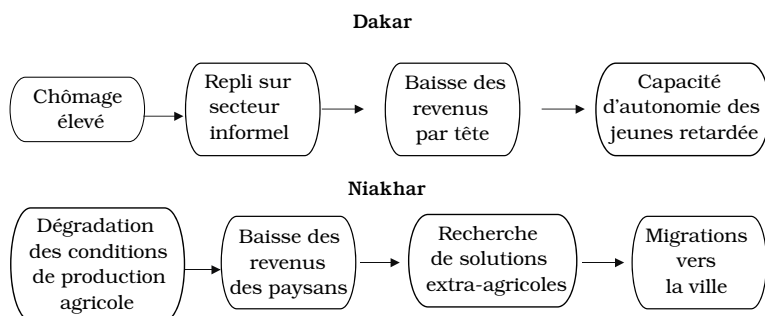 Dakar
Chômage
élevé
Repli sur
secteur
informel
Baisse des
revenus
par tête
Capacité
d'autonomie des
jeunes retardée
Niakhar
Dégradation
des conditions
de production
agricole
Baisse des
revenus
des paysans
Recherche
de solutions
extra-agricoles
Migrations
vers
la ville